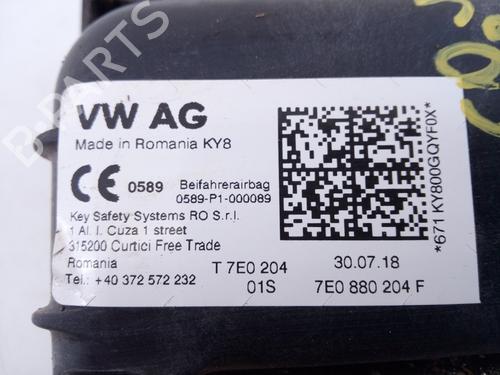 VW AG
Made in Romania KY8
CE 0589 Beifahrerairbag
0589-P1-000089
Key Safety Systems RO S.r.l.
1 Al. I. Cuza 1 street
315200 Curtici Free Trade
Romania
Tel.: +40 372 572 232
T 7E0 204
01S
30.07.18
7E0 880 204 F
*671KY800GQYF0X*
B-PARTS